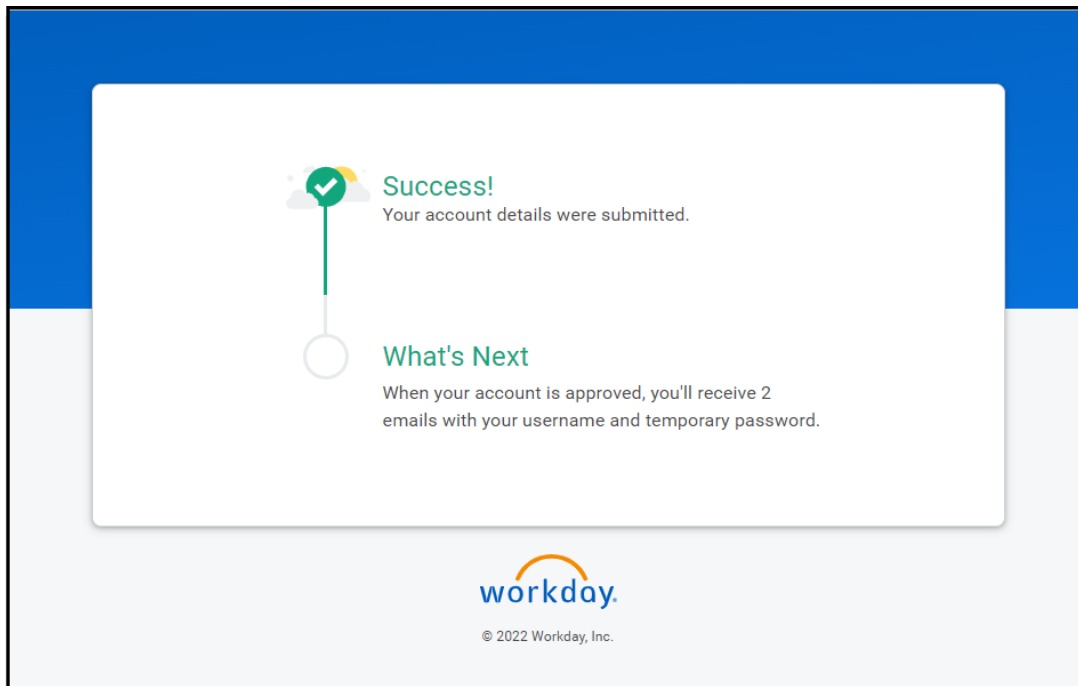 Success!
Your account details were submitted.
What's Next
When your account is approved, you'll receive 2
emails with your username and temporary password.
workday.
© 2022 Workday, Inc.